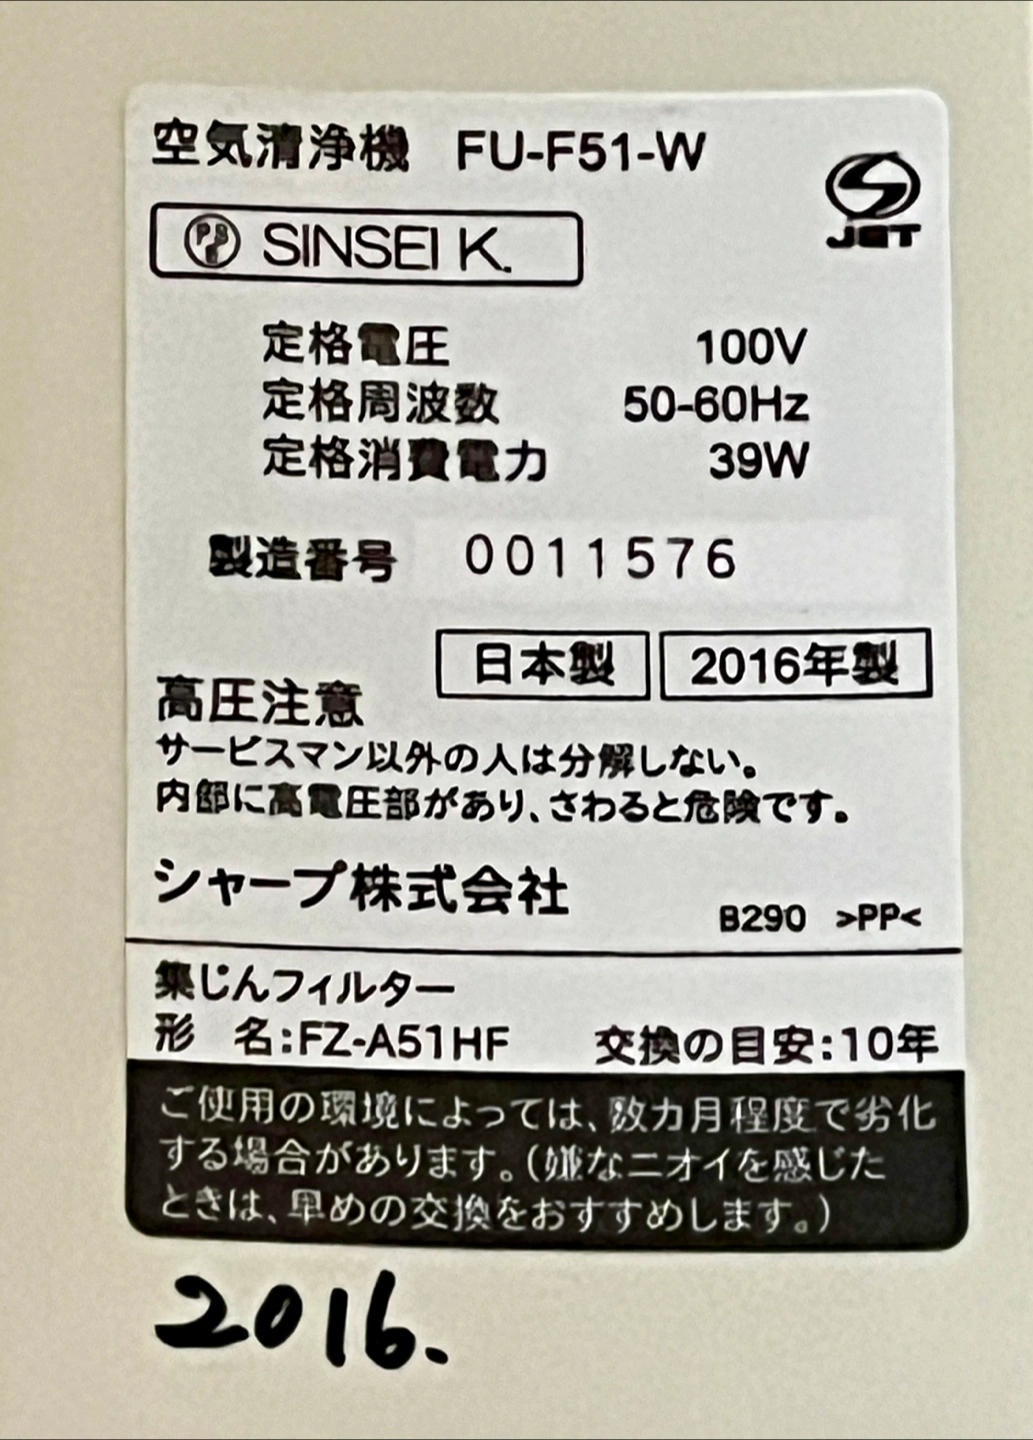 空気清浄機 FU-F51-W
PSE SINSEI K.
JET
定格電圧 100V
定格周波数 50-60Hz
定格消費電力 39W
製造番号 0011576
日本製 2016年製
高圧注意
サービスマン以外の人は分解しない。
内部に高電圧部があり、さわると危険です。
シャープ株式会社
B290 >PP<
集じんフィルター
形 名:FZ-A51HF 交換の目安:10年
ご使用の環境によっては、数カ月程度で劣化
する場合があります。(嫌なニオイを感じた
ときは、早めの交換をおすすめします。)
2016.